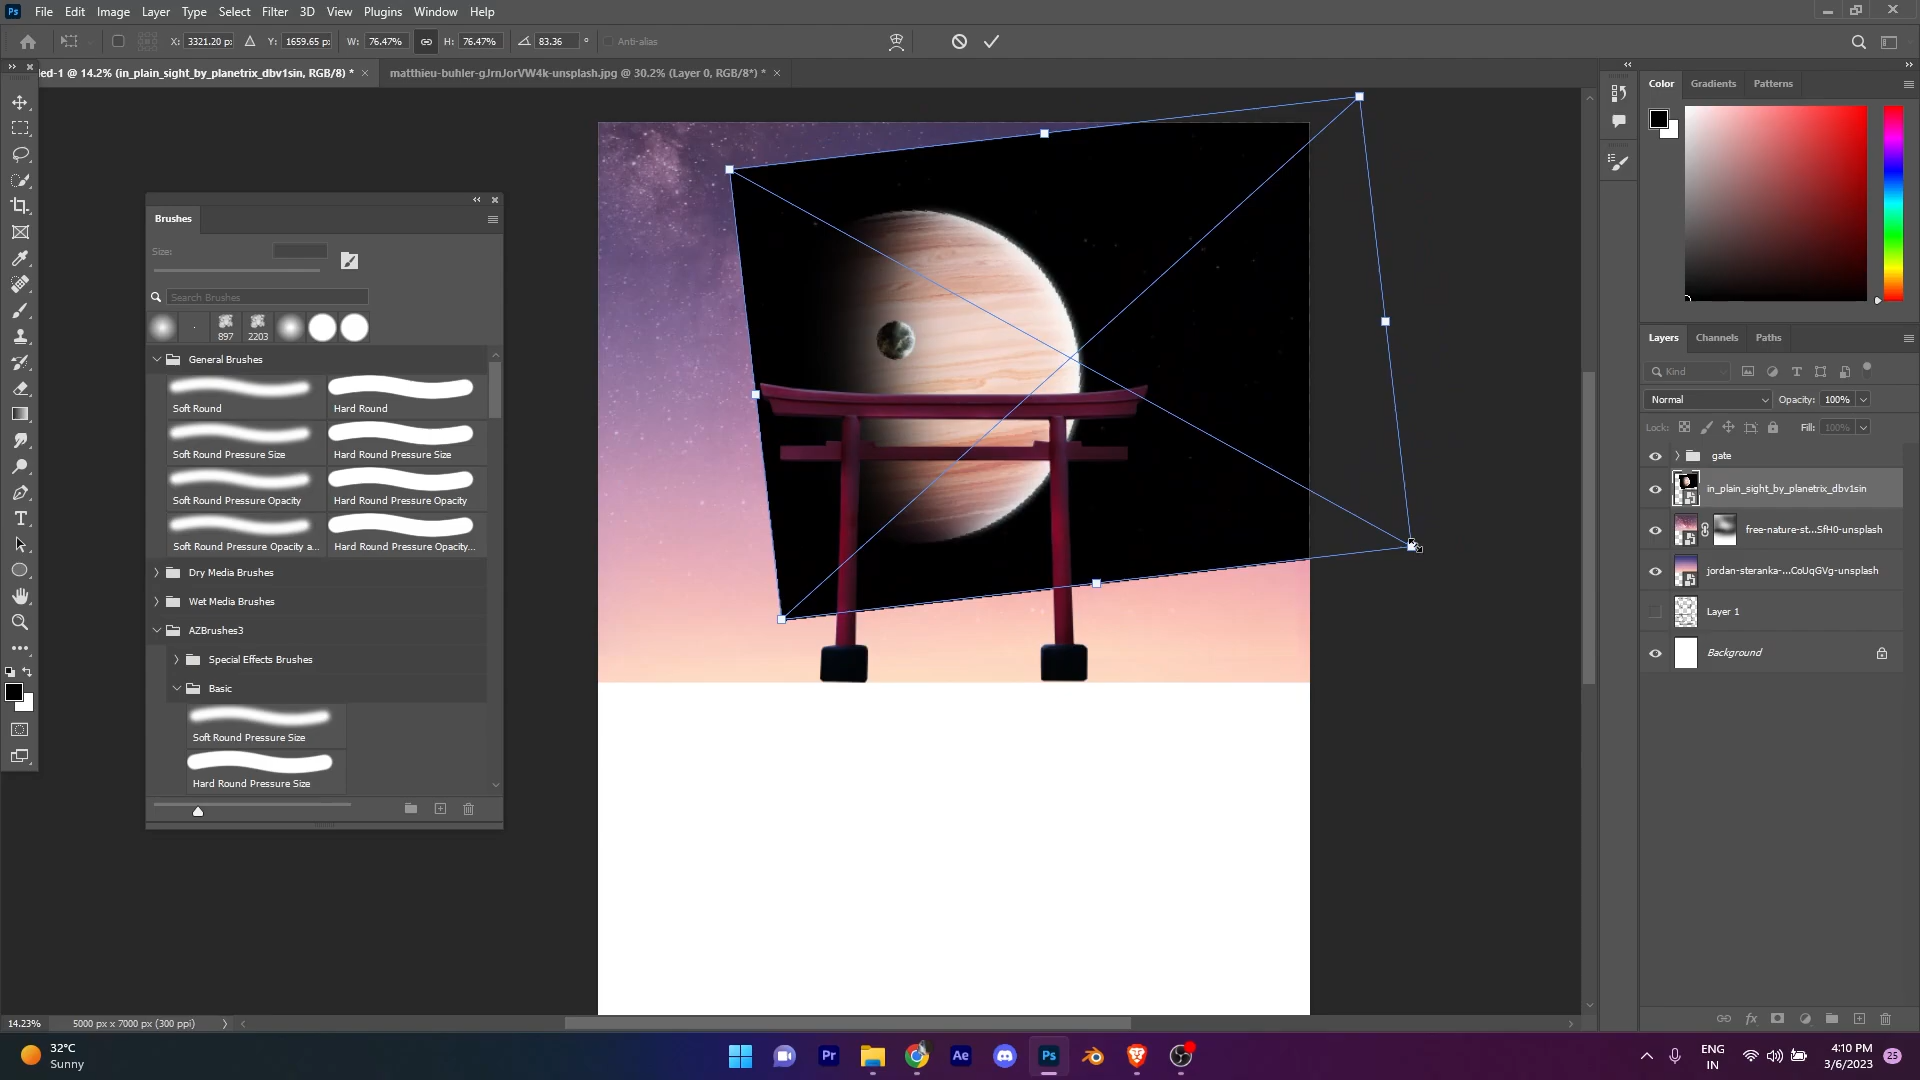 Ps File Edit Image Layer Type Select Filter 3D View Plugins Window Help
X: 3321.20 p: Y: 1659.65 p: W: 76.47% H: 76.47% 83.36 ° Anti-alias
ed-1 @ 14.2% (in_plain_sight_by_planetrix_dbv1sin, RGB/8) * × matthieu-buhler-gJrnJorVW4k-unsplash.jpg @ 30.2% (Layer 0, RGB/8*) * ×
Brushes
Size:
Search Brushes
897 2203
General Brushes
Soft Round Hard Round
Soft Round Pressure Size Hard Round Pressure Size
Soft Round Pressure Opacity Hard Round Pressure Opacity
Soft Round Pressure Opacity a... Hard Round Pressure Opacity...
Dry Media Brushes
Wet Media Brushes
AZBrushes3
Special Effects Brushes
Basic
Soft Round Pressure Size
Hard Round Pressure Size
Color Gradients Patterns
Layers Channels Paths
Kind
Normal Opacity: 100%
Lock: Fill: 100%
gate
in_plain_sight_by_planetrix_dbv1sin
free-nature-st...SfH0-unsplash
jordan-steranka-...CoUqGVg-unsplash
Layer 1
Background
14.23% 5000 px x 7000 px (300 ppi)
32°C
Sunny
Pr Ae Ps
ENG
IN
4:10 PM
3/6/2023
25